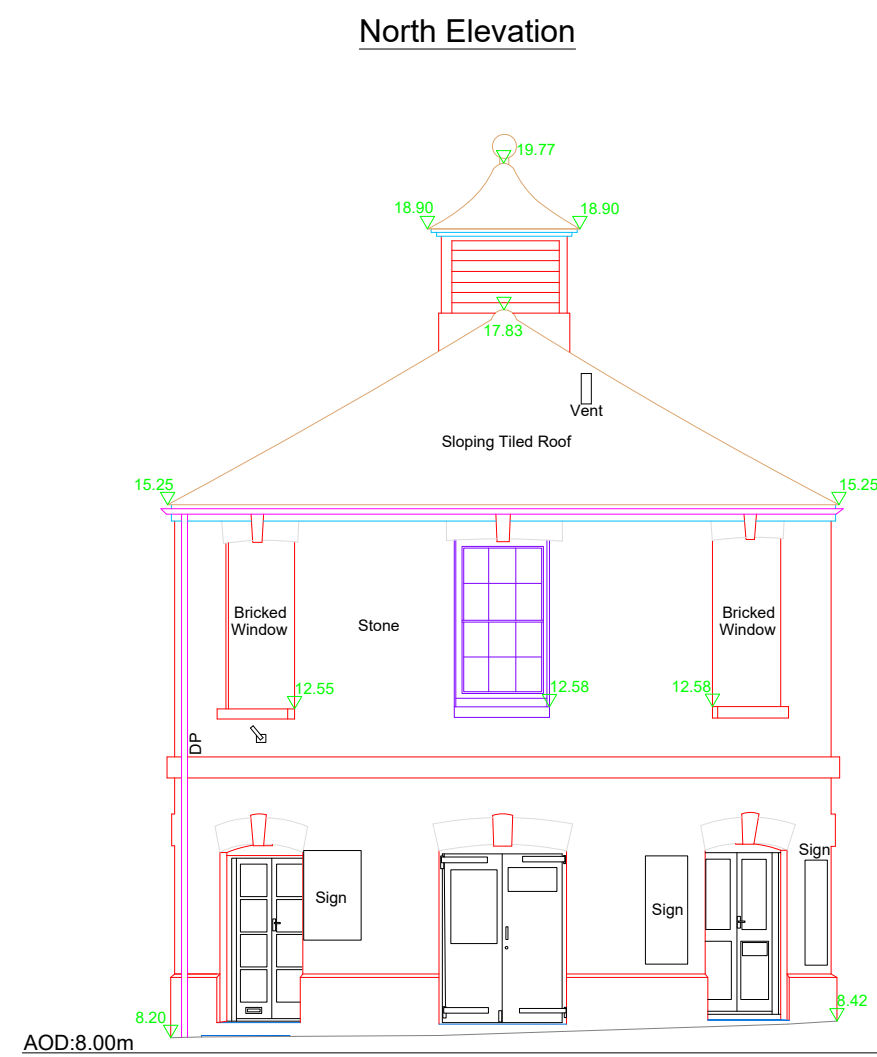 North Elevation
19.77
18.90
18.90
17.83
Vent
Sloping Tiled Roof
15.25
15.25
Bricked
Window
Stone
Bricked
Window
12.55
12.58
12.58
DP
Sign
Sign
Sign
8.20
8.42
AOD:8.00m